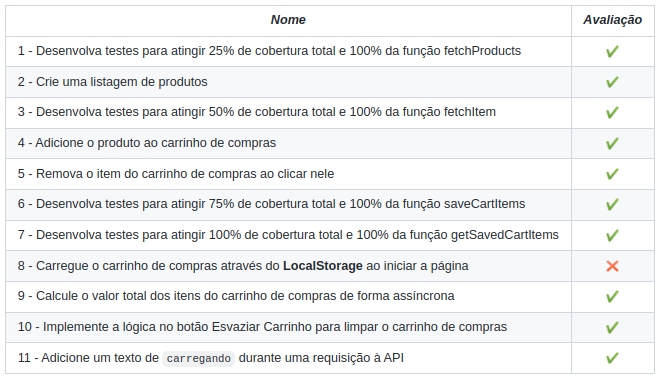 Nome Avaliação
1 - Desenvolva testes para atingir 25% de cobertura total e 100% da função fetchProducts ✔
2 - Crie uma listagem de produtos ✔
3 - Desenvolva testes para atingir 50% de cobertura total e 100% da função fetchItem ✔
4 - Adicione o produto ao carrinho de compras ✔
5 - Remova o item do carrinho de compras ao clicar nele ✔
6 - Desenvolva testes para atingir 75% de cobertura total e 100% da função saveCartItems ✔
7 - Desenvolva testes para atingir 100% de cobertura total e 100% da função getSavedCartItems ✔
8 - Carregue o carrinho de compras através do LocalStorage ao iniciar a página ❌
9 - Calcule o valor total dos itens do carrinho de compras de forma assíncrona ✔
10 - Implemente a lógica no botão Esvaziar Carrinho para limpar o carrinho de compras ✔
11 - Adicione um texto de carregando durante uma requisição à API ✔